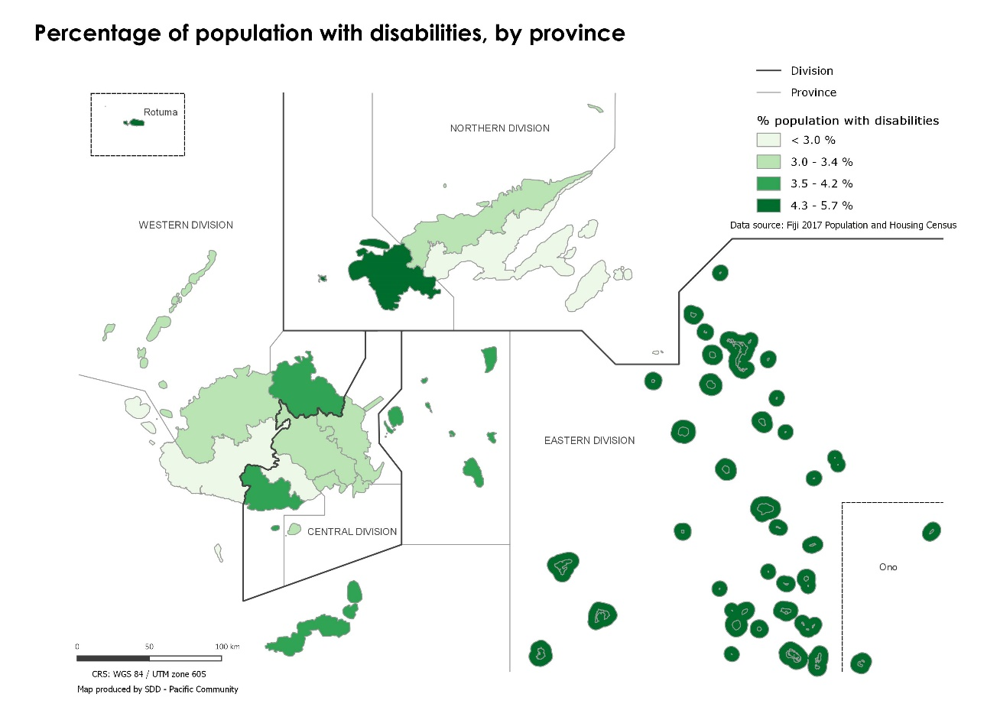 Percentage of population with disabilities, by province
Division
Province
% population with disabilities
< 3.0 %
3.0 - 3.4 %
3.5 - 4.2 %
4.3 - 5.7 %
Data source: Fiji 2017 Population and Housing Census
Rotuma
NORTHERN DIVISION
WESTERN DIVISION
EASTERN DIVISION
CENTRAL DIVISION
Ono
0 50 100 km
CRS: WGS 84 / UTM zone 60S
Map produced by SDD - Pacific Community